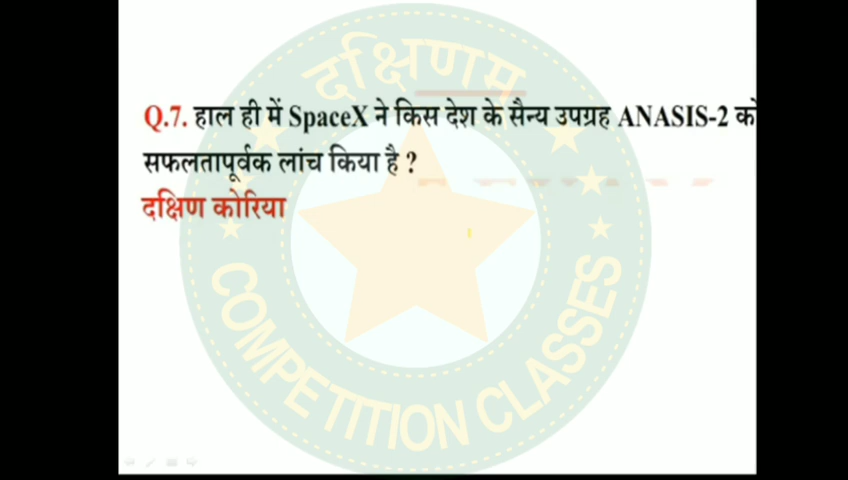 दक्षिणम
Q.7. हाल ही में SpaceX ने किस देश के सैन्य उपग्रह ANASIS-2 को
सफलतापूर्वक लांच किया है ?
दक्षिण कोरिया
COMPETITION CLASSES